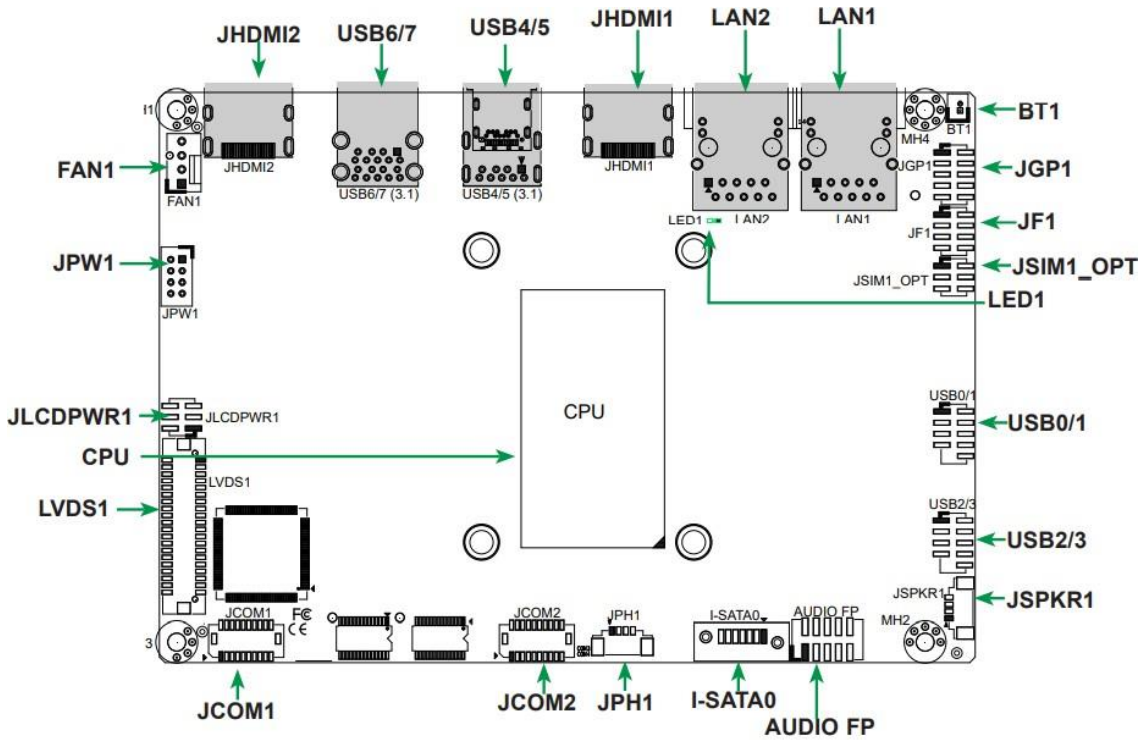 JHDMI2 USB6/7 USB4/5 JHDMI1 LAN2 LAN1
BT1
MH4
BT1
FAN1
JHDMI2
JHDMI1
JGP1
JGP1
FAN1
USB6/7 (3.1)
USB4/5 (3.1)
LED1
LAN2
LAN1
JF1
JF1
JPW1
JSIM1_OPT
JSIM1_OPT
LED1
JPW1
USB0/1
JLCDPWR1
JLCDPWR1
CPU
USB0/1
CPU
LVDS1
LVDS1
USB2/3
USB2/3
JSPKR1
JSPKR1
JCOM1
FC
CE
JCOM2
JPH1
I-SATA0
AUDIO FP
MH2
3
JCOM1
JCOM2
JPH1
I-SATA0
AUDIO FP